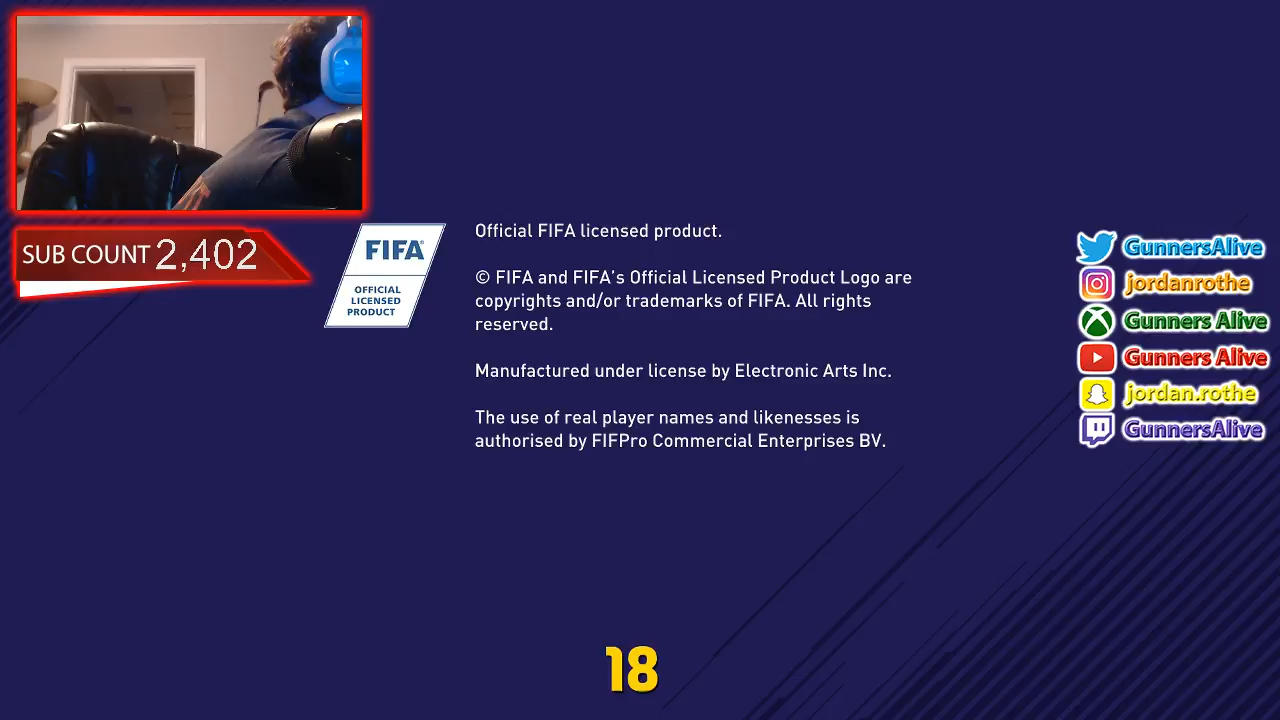 SUB COUNT 2,402
FIFA®
OFFICIAL
LICENSED
PRODUCT
Official FIFA licensed product.
© FIFA and FIFA's Official Licensed Product Logo are
copyrights and/or trademarks of FIFA. All rights
reserved.
Manufactured under license by Electronic Arts Inc.
The use of real player names and likenesses is
authorised by FIFPro Commercial Enterprises BV.
GunnersAlive
jordanrothe
Gunners Alive
Gunners Alive
jordan.rothe
GunnersAlive
18